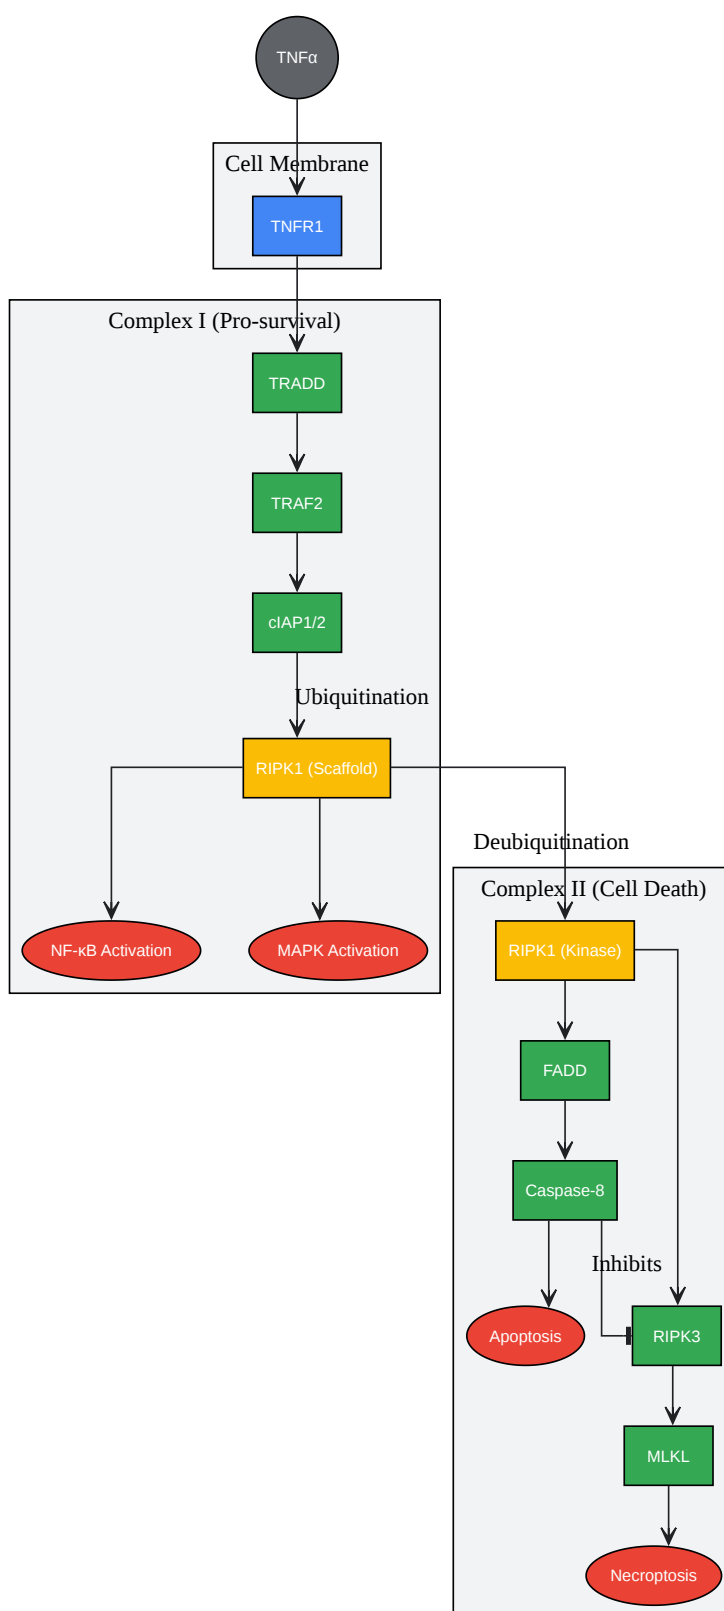 TNFα
Cell Membrane
TNFR1
Complex I (Pro-survival)
TRADD
TRAF2
cIAP1/2
Ubiquitination
RIPK1 (Scaffold)
Deubiquitination
Complex II (Cell Death)
NF-κB Activation
MAPK Activation
RIPK1 (Kinase)
FADD
Caspase-8
Inhibits
Apoptosis
RIPK3
MLKL
Necroptosis